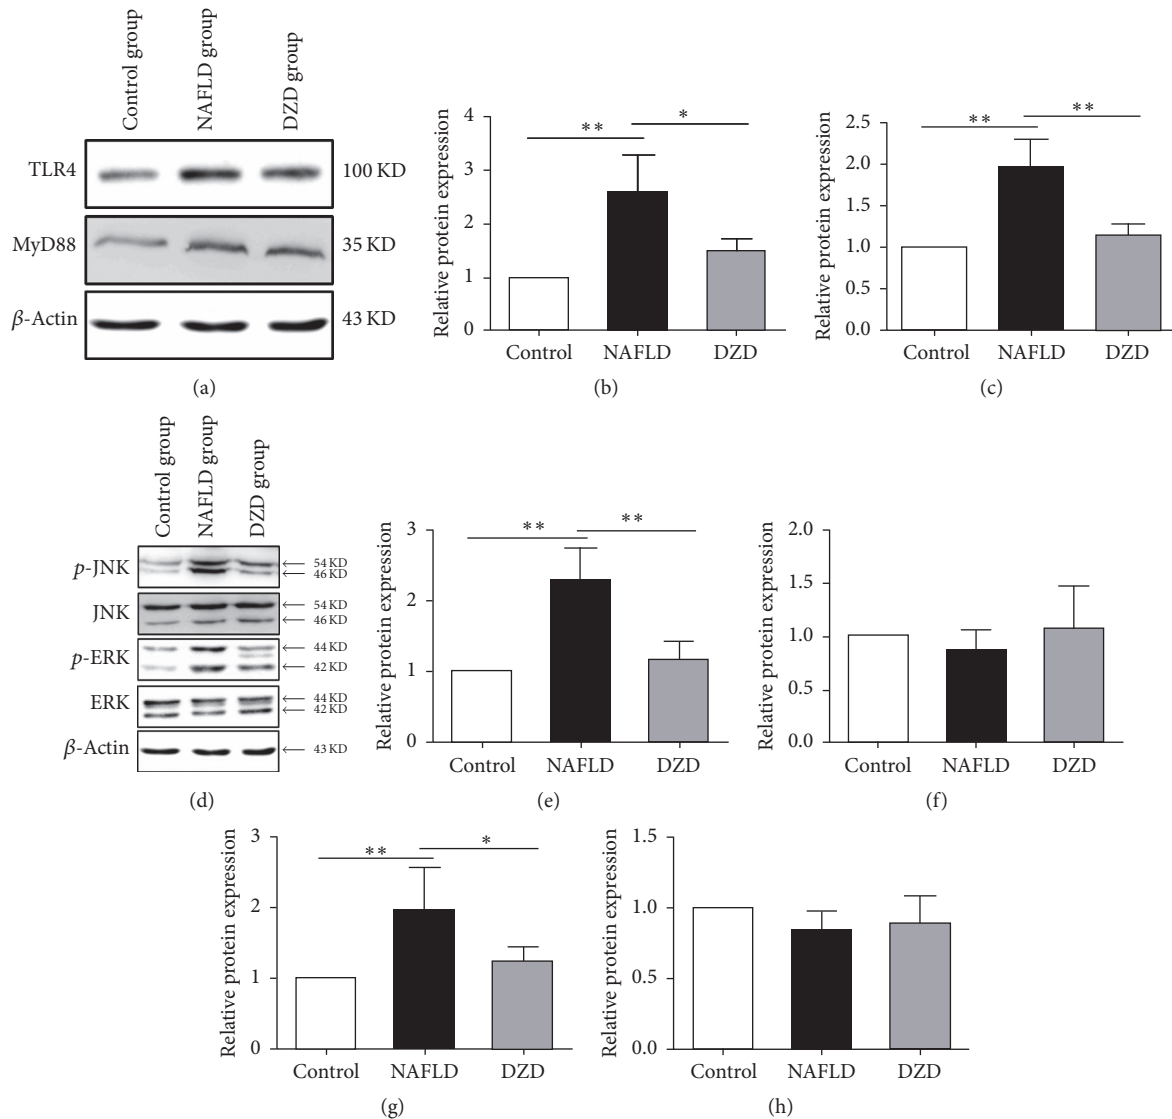 Control group
NAFLD group
DZD group
TLR4
100 KD
MyD88
35 KD
β-Actin
43 KD
(a)
Relative protein expression
4
3
2
1
0
**
*
Control
NAFLD
DZD
(b)
Relative protein expression
2.5
2.0
1.5
1.0
0.5
0.0
**
**
Control
NAFLD
DZD
(c)
Control group
NAFLD group
DZD group
p-JNK
54 KD
46 KD
JNK
54 KD
46 KD
p-ERK
44 KD
42 KD
ERK
44 KD
42 KD
β-Actin
43 KD
(d)
Relative protein expression
3
2
1
0
**
**
Control
NAFLD
DZD
(e)
Relative protein expression
2.0
1.5
1.0
0.5
0.0
Control
NAFLD
DZD
(f)
Relative protein expression
3
2
1
0
**
*
Control
NAFLD
DZD
(g)
Relative protein expression
1.5
1.0
0.5
0.0
Control
NAFLD
DZD
(h)